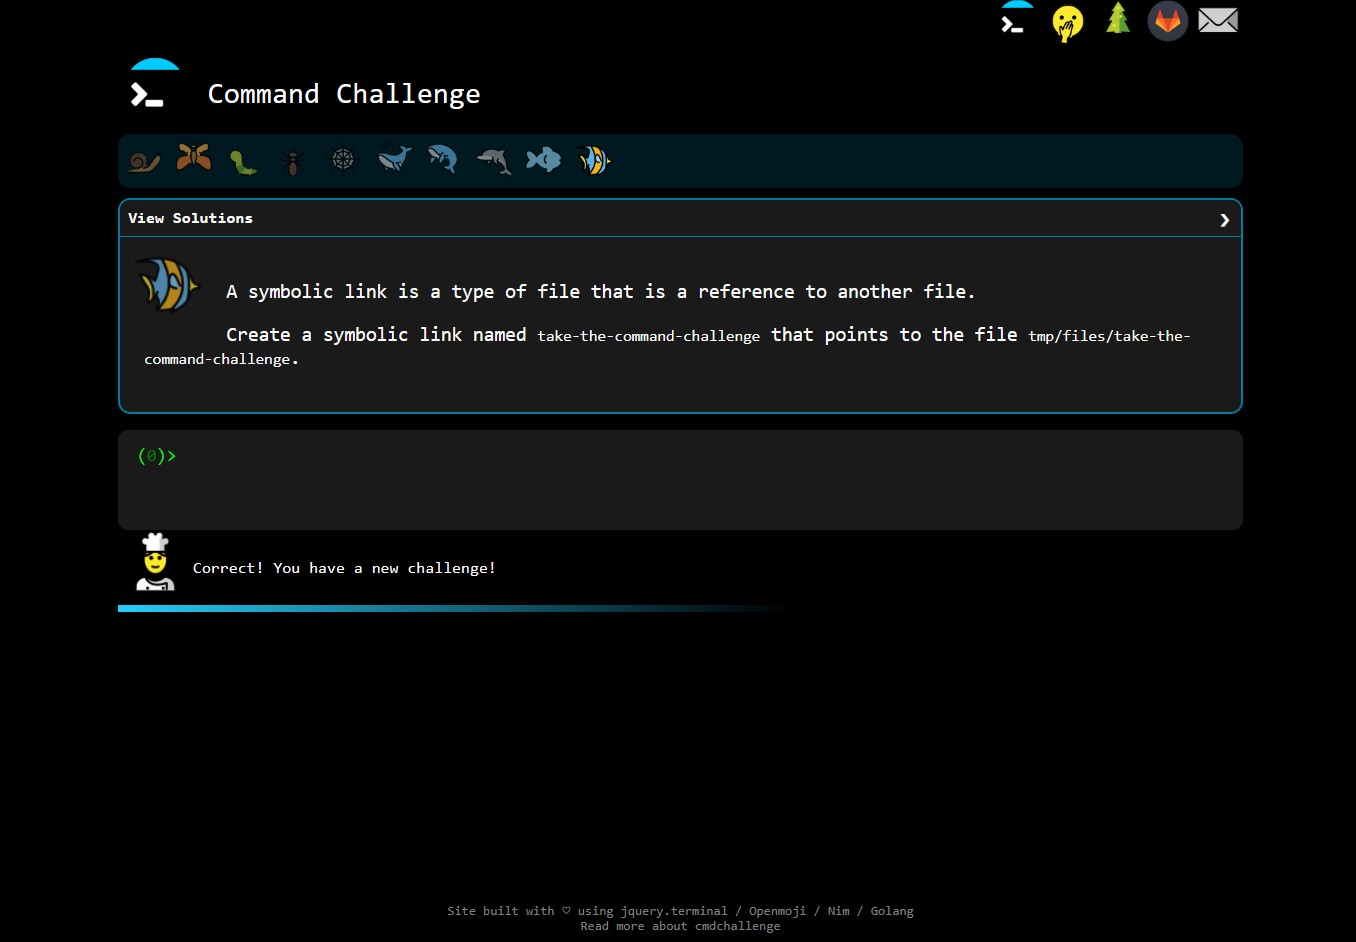 Command Challenge
View Solutions
A symbolic link is a type of file that is a reference to another file.
Create a symbolic link named take-the-command-challenge that points to the file tmp/files/take-the-
command-challenge.
(0)>
Correct! You have a new challenge!
Site built with ♡ using jquery.terminal / Openmoji / Nim / Golang
Read more about cmdchallenge